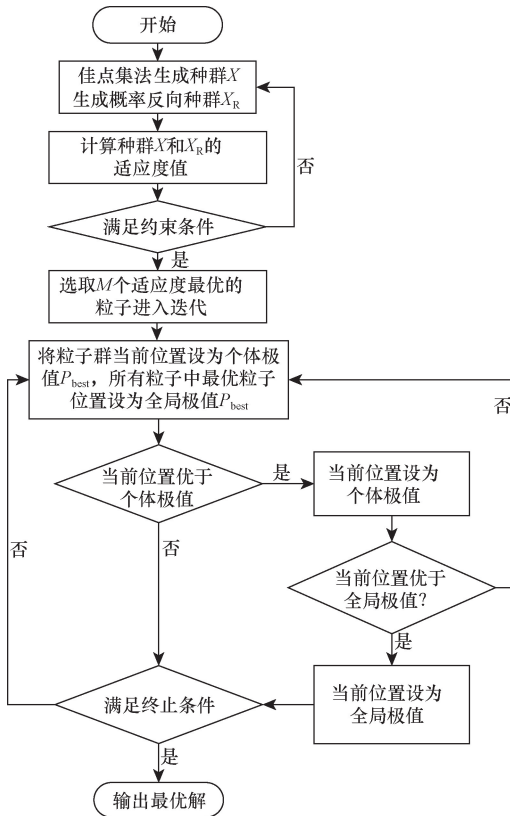 开始
佳点集法生成种群X
生成概率反向种群X_R
计算种群X和X_R的
适应度值
否
满足约束条件
是
选取M个适应度最优的
粒子进入迭代
将粒子群当前位置设为个体极
值P_best，所有粒子中最优粒子
位置设为全局极值P_best
否
当前位置优于
个体极值
是
当前位置设为
个体极值
否
否
当前位置优于
全局极值？
是
当前位置设为
全局极值
满足终止条件
是
输出最优解